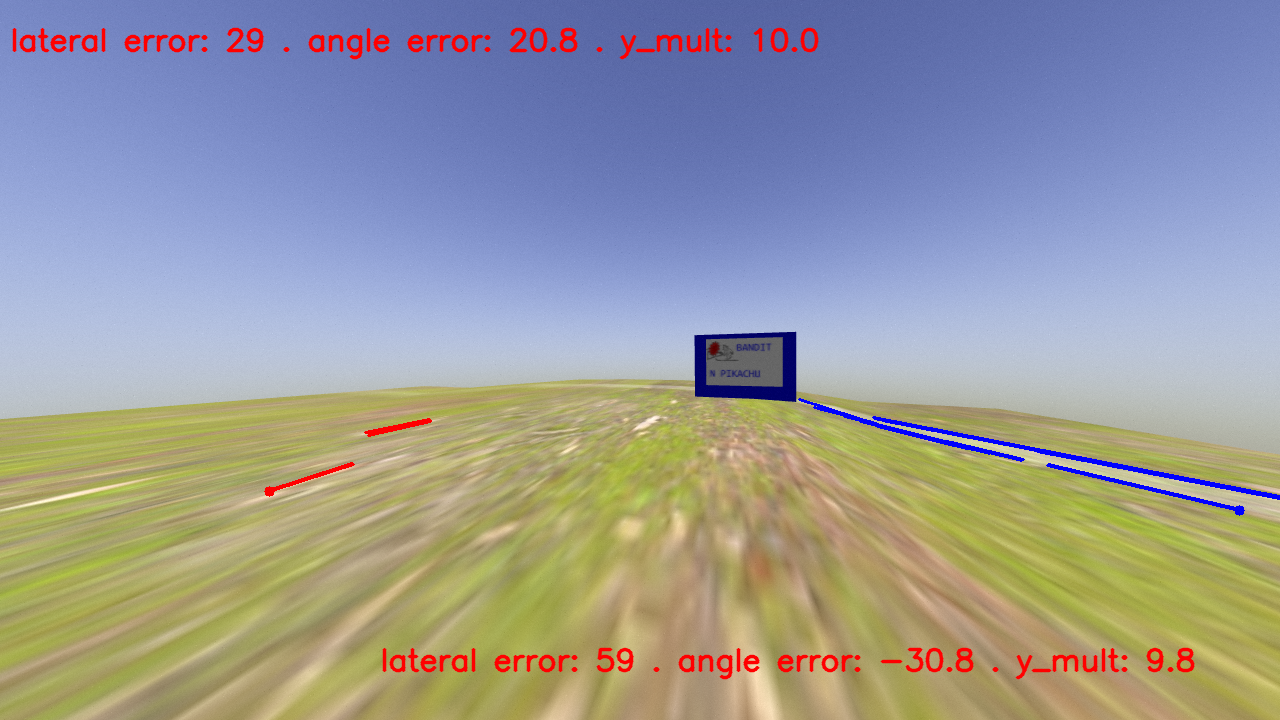 lateral error: 29 . angle error: 20.8 . y_mult: 10.0
BANDIT
N PIKACHU
lateral error: 59 . angle error: −30.8 . y_mult: 9.8